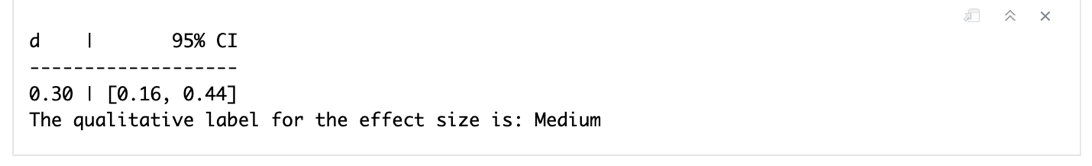 d    |       95% CI
-------------------
0.30 | [0.16, 0.44]
The qualitative label for the effect size is: Medium